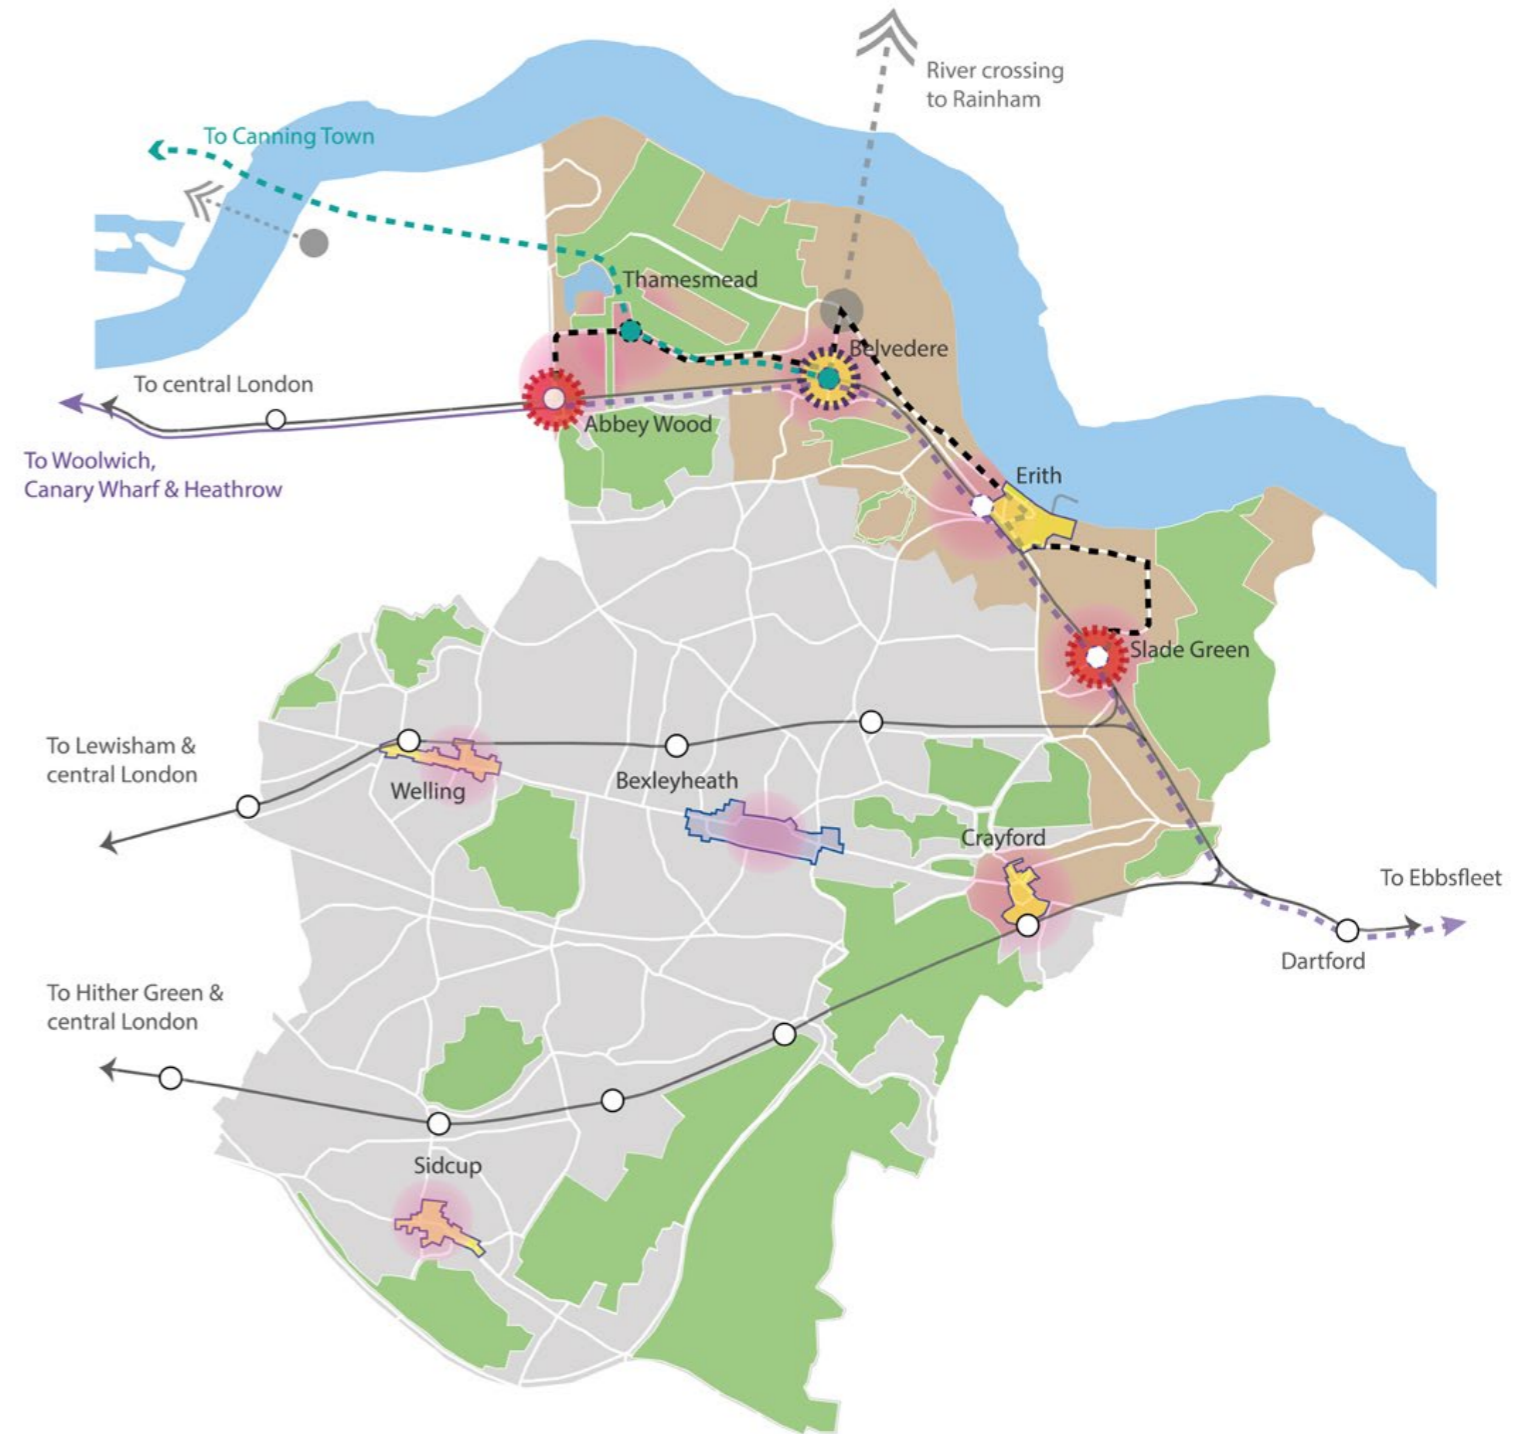 River crossing
to Rainham
To Canning Town
Thamesmead
Belvedere
To central London
Abbey Wood
To Woolwich,
Canary Wharf & Heathrow
Erith
Slade Green
To Lewisham &
central London
Welling
Bexleyheath
Crayford
To Ebbsfleet
Dartford
To Hither Green &
central London
Sidcup